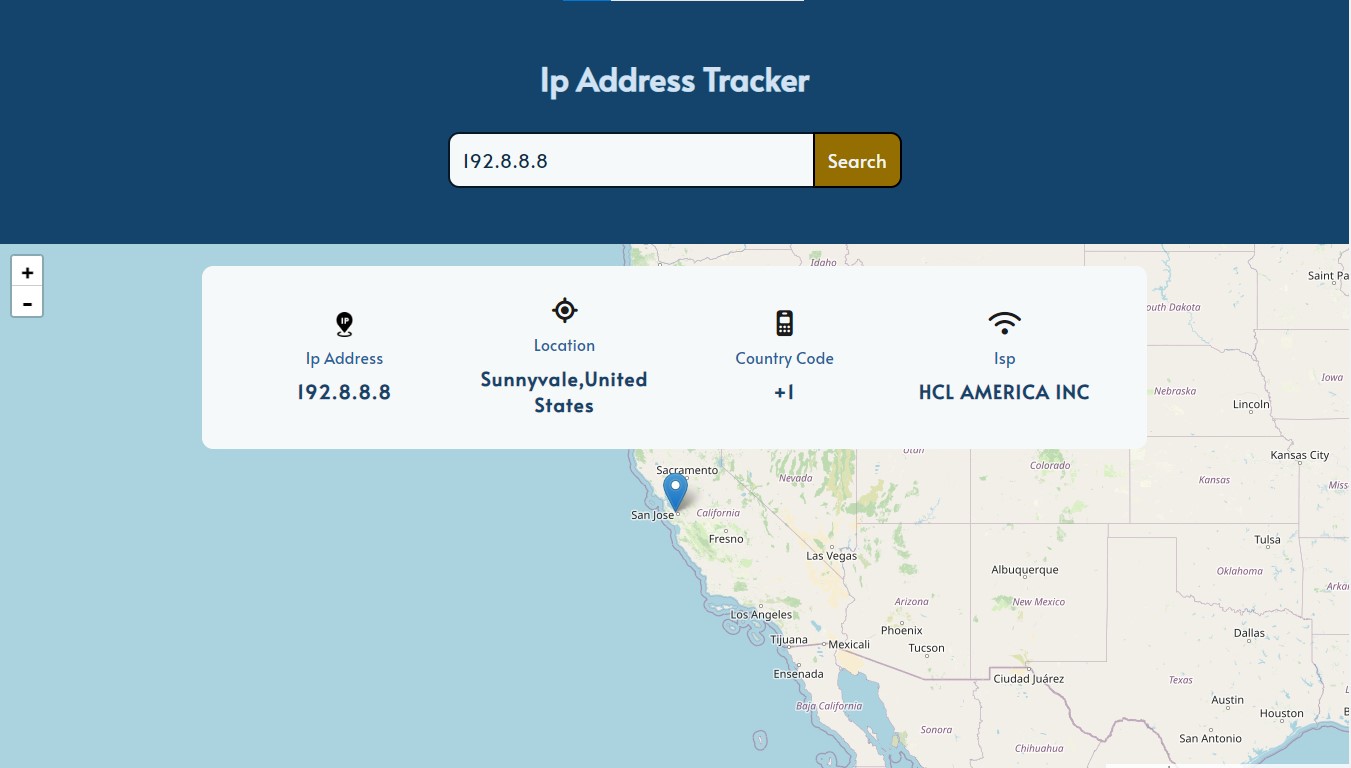 Ip Address Tracker
192.8.8.8
Search
+
-
Ip Address
192.8.8.8
Location
Sunnyvale,United
States
Country Code
+1
Isp
HCL AMERICA INC
Idaho
Saint Pa
outh Dakota
Iowa
Nebraska
Lincoln
Utah
Kansas City
Sacramento
Nevada
Colorado
Kansas
Miss
San Jose
California
Fresno
Las Vegas
Tulsa
Albuquerque
Oklahoma
Arkan
Arizona
New Mexico
Los Angeles
Phoenix
Dallas
Tijuana
Mexicali
Tucson
Ensenada
Ciudad Juárez
Texas
Baja California
Austin
Houston
Sonora
San Antonio
Chihuahua